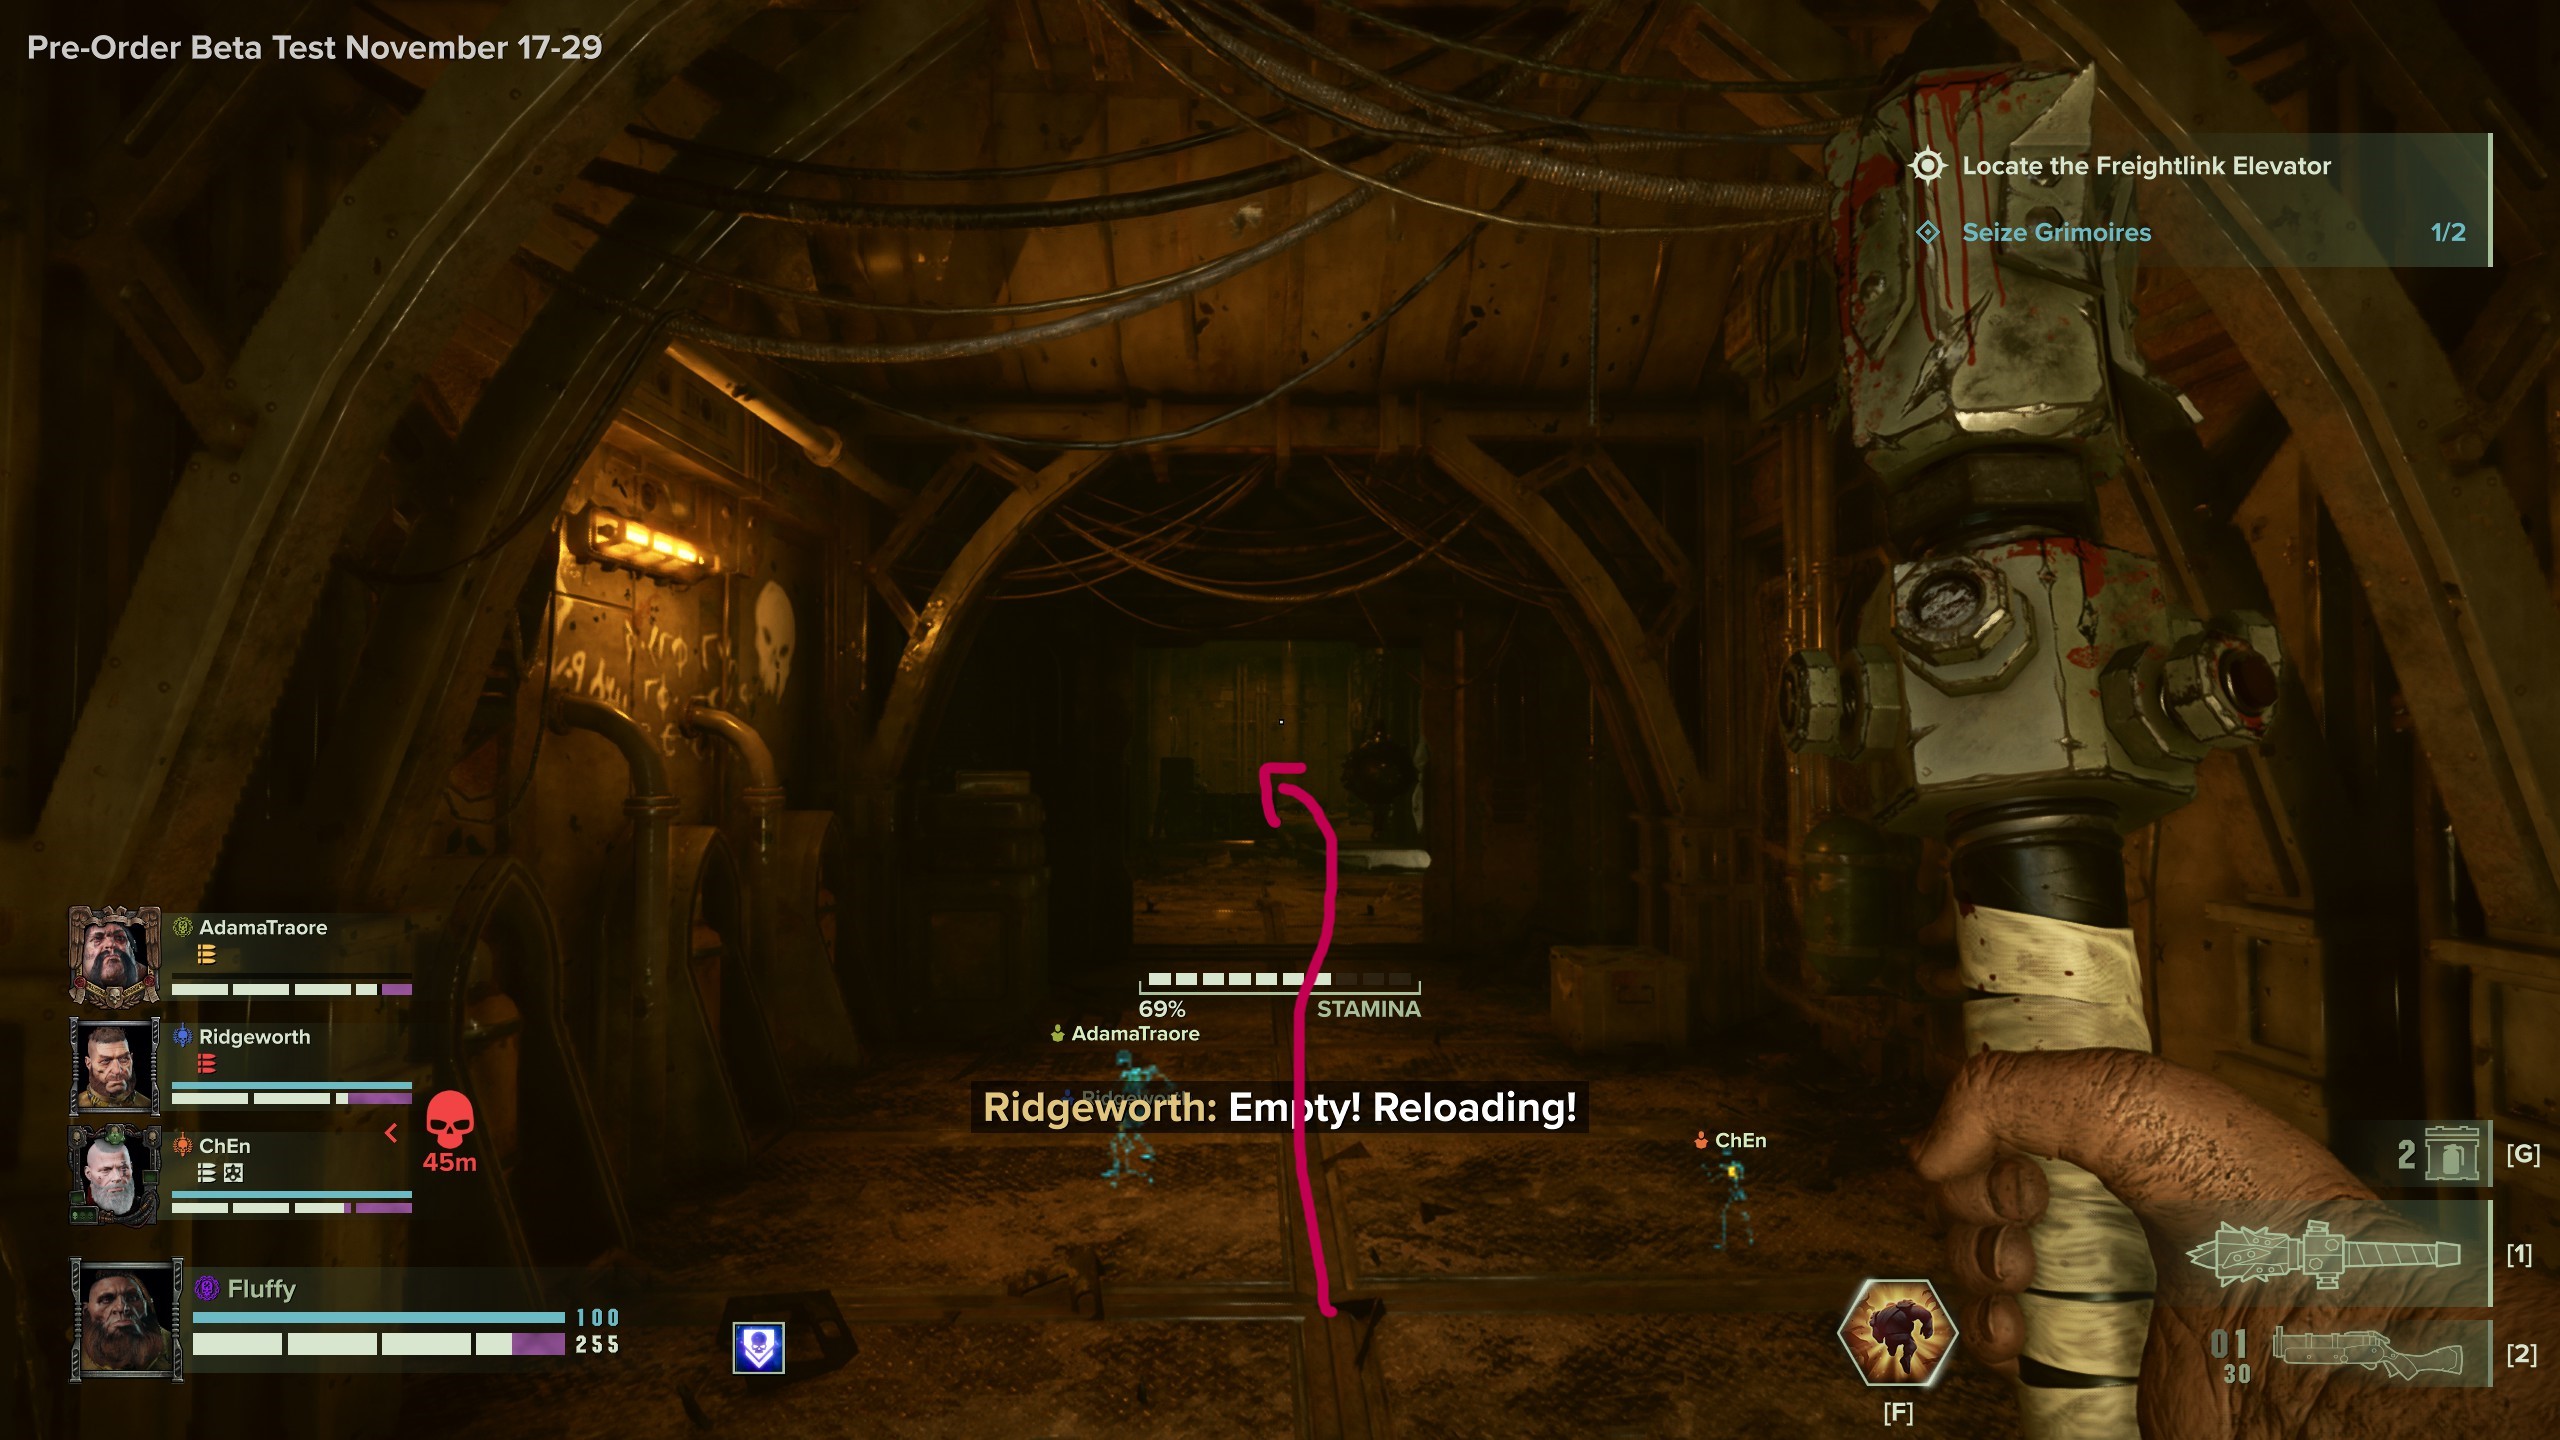 Pre-Order Beta Test November 17-29
Locate the Freightlink Elevator
Seize Grimoires 1/2
AdamaTraore
Ridgeworth
ChEn
45m
Fluffy
100
255
69% STAMINA
AdamaTraore
Ridgeworth
Ridgeworth: Empty! Reloading!
ChEn
[F]
2 [G]
[1]
01
30
[2]